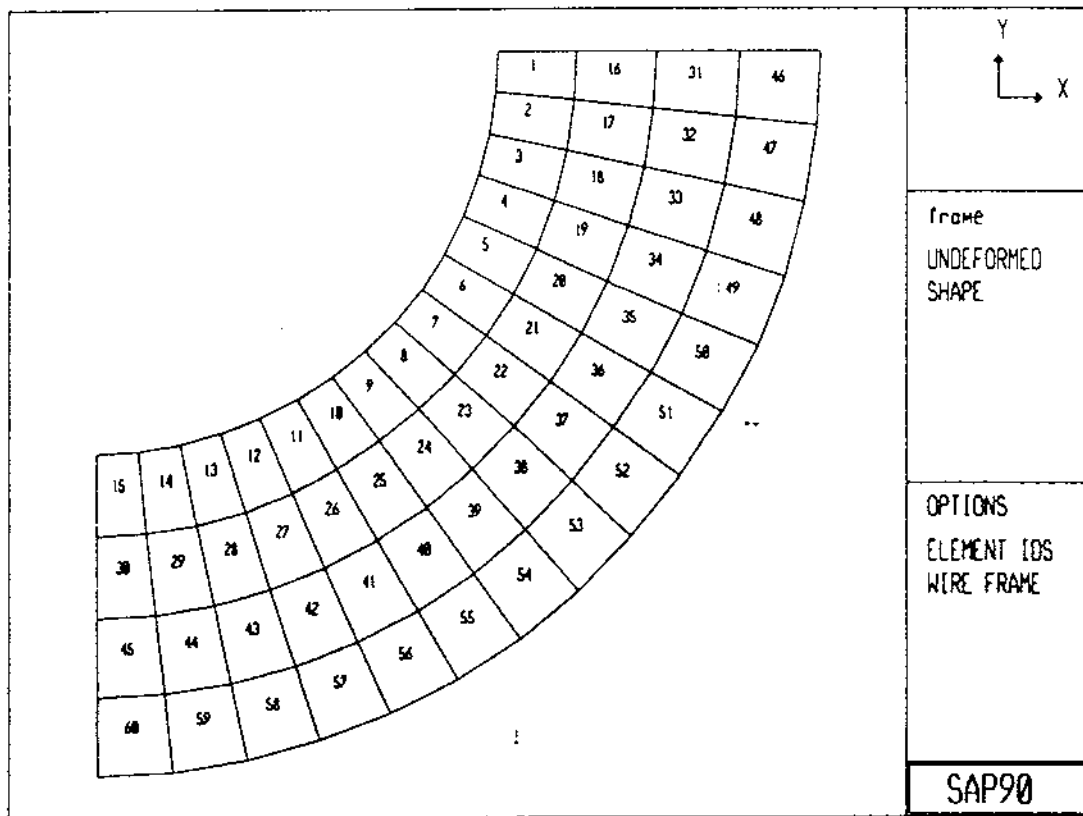 1 16 31 46
2 17 32 47
3 18 33 48
4 19 34 49
5 20 35 50
6 21 36 51
7 22 37 52
8 23 38 53
9 24 39 54
10 25 40 55
11 26 41 56
12 27 42 57
13 28 43 58
14 29 44 59
15 30 45 60
Y
X
frame
UNDEFORMED
SHAPE
OPTIONS
ELEMENT IDS
WIRE FRAME
SAP90